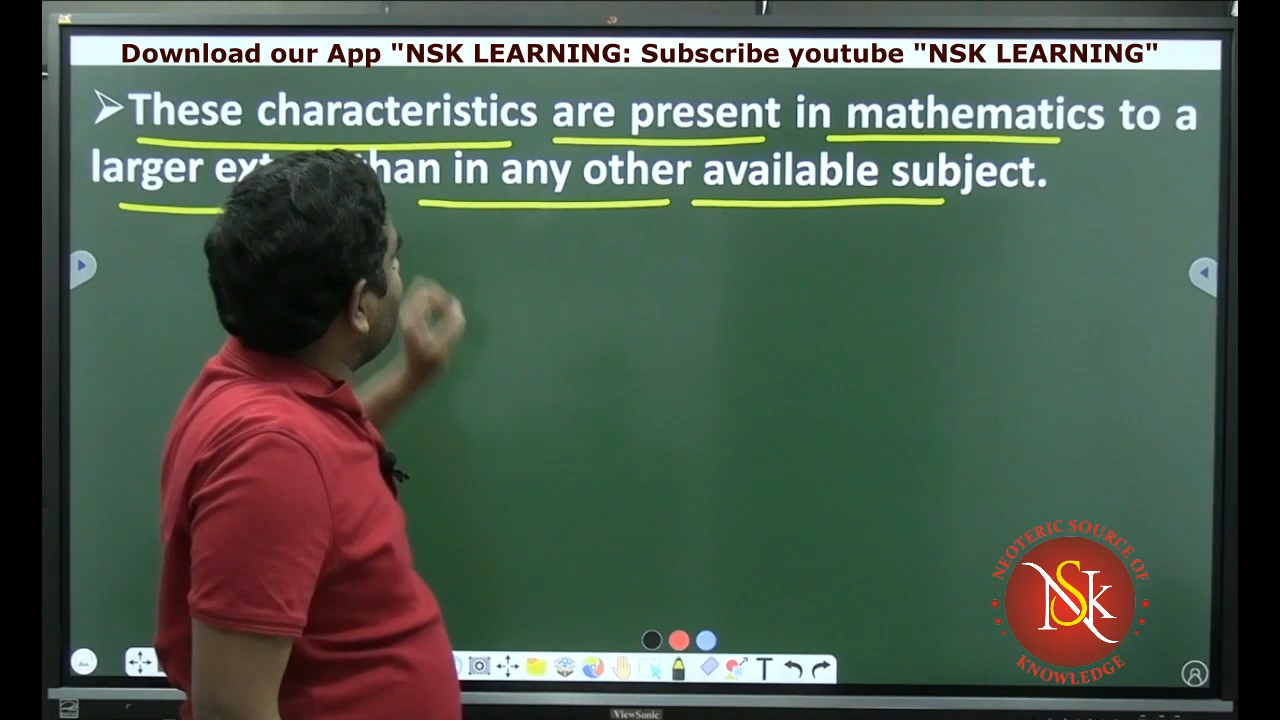 Download our App "NSK LEARNING: Subscribe youtube "NSK LEARNING"
➢These characteristics are present in mathematics to a
larger than in any other available subject.
NEOTERIC SOURCE OF
NSK
KNOWLEDGE
ViewSonic